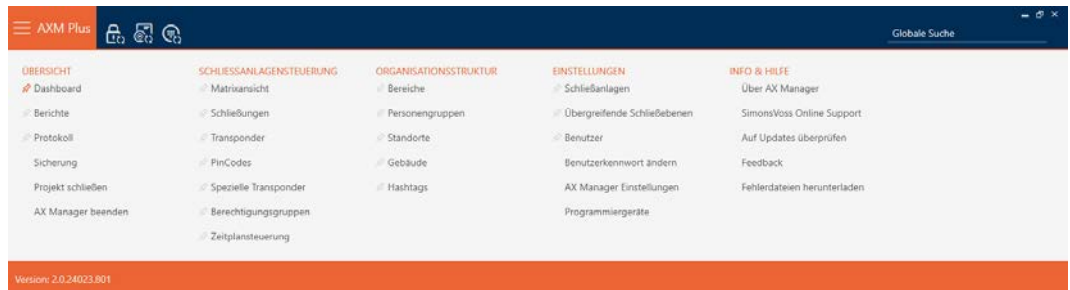 AXM Plus
Globale Suche
ÜBERSICHT
Dashboard
Berichte
Protokoll
Sicherung
Projekt schließen
AX Manager beenden
SCHLIESSANLAGENSTEUERUNG
Matrixansicht
Schließungen
Transponder
PinCodes
Spezielle Transponder
Berechtigungsgruppen
Zeitplansteuerung
ORGANISATIONSSTRUKTUR
Bereiche
Personengruppen
Standorte
Gebäude
Hashtags
EINSTELLUNGEN
Schließanlagen
Übergreifende Schließebenen
Benutzer
Benutzerkennwort ändern
AX Manager Einstellungen
Programmiergeräte
INFO & HILFE
Über AX Manager
SimonsVoss Online Support
Auf Updates überprüfen
Feedback
Fehlerdateien herunterladen
Version: 2.0.24023.801